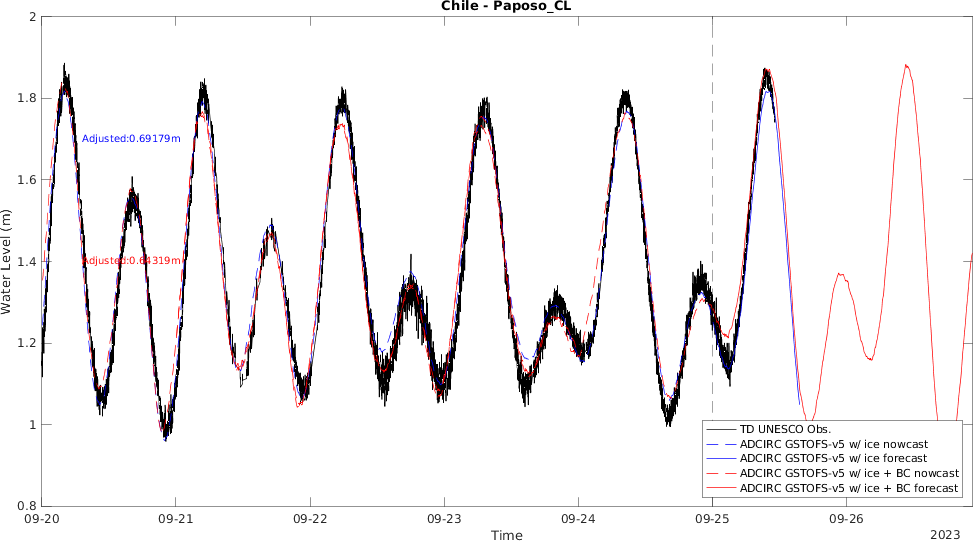 Chile - Paposo_CL
2
1.8
1.6
1.4
1.2
1
0.8
Water Level (m)
Adjusted:0.69179m
Adjusted:0.64319m
TD UNESCO Obs.
ADCIRC GSTOFS-v5 w/ ice nowcast
ADCIRC GSTOFS-v5 w/ ice forecast
ADCIRC GSTOFS-v5 w/ ice + BC nowcast
ADCIRC GSTOFS-v5 w/ ice + BC forecast
09-20 09-21 09-22 09-23 09-24 09-25 09-26
Time
2023